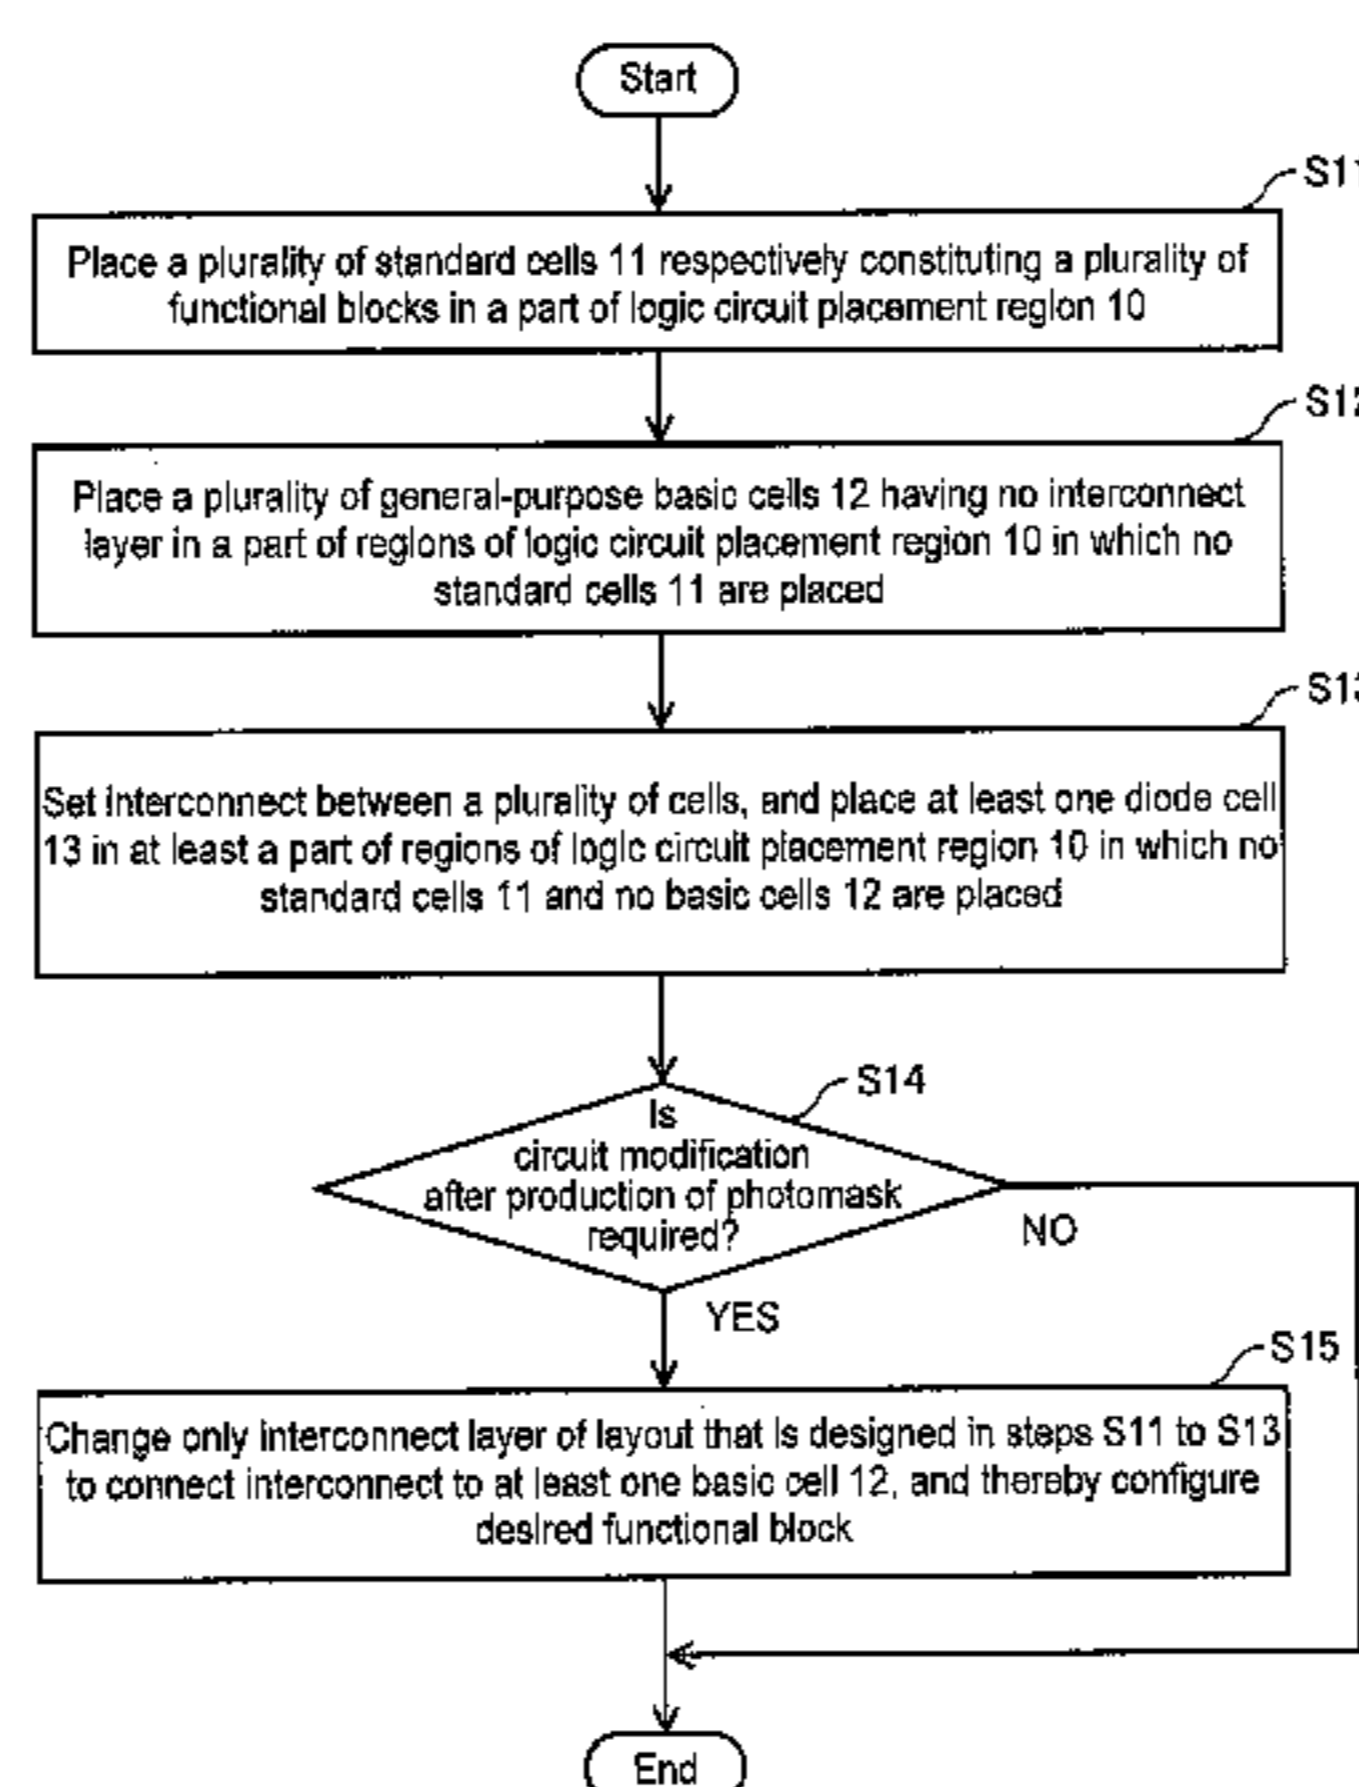 Start
S11
Place a plurality of standard cells 11 respectively constituting a plurality of
functional blocks in a part of logic circuit placement region 10
S12
Place a plurality of general-purpose basic cells 12 having no interconnect
layer in a part of regions of logic circuit placement region 10 in which no
standard cells 11 are placed
S13
Set interconnect between a plurality of cells, and place at least one diode cell
13 in at least a part of regions of logic circuit placement region 10 in which no
standard cells 11 and no basic cells 12 are placed
S14
Is
circuit modification
after production of photomask
required?
NO
YES
S15
Change only interconnect layer of layout that is designed in steps S11 to S13
to connect interconnect to at least one basic cell 12, and thereby configure
desired functional block
End